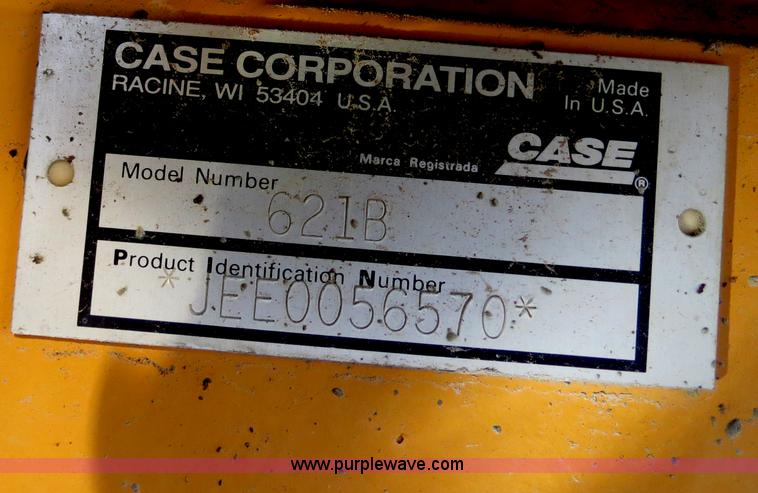 CASE CORPORATION
RACINE, WI 53404 U.S.A.
Made
In U.S.A.
Marca Registrada
CASE ®
Model Number
621B
Product Identification Number
*JEE0056570*
www.purplewave.com